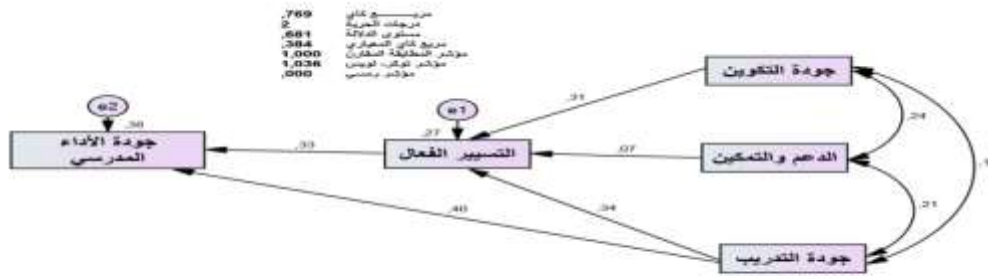 مربع كاي ,769
درجات الحرية 2
مستوى الدلالة ,681
مربع كاي المعياري ,384
مؤشر المطابقة المقارن 1,000
مؤشر توكر- لويس 1,036
مؤشر رمسي ,000
جودة التكوين
,31
,24
e2
e1
,36
,27
جودة الأداء المدرسي
,33
التسيير الفعال
,07
الدعم والتمكين
,21
,34
,40
جودة التدريب